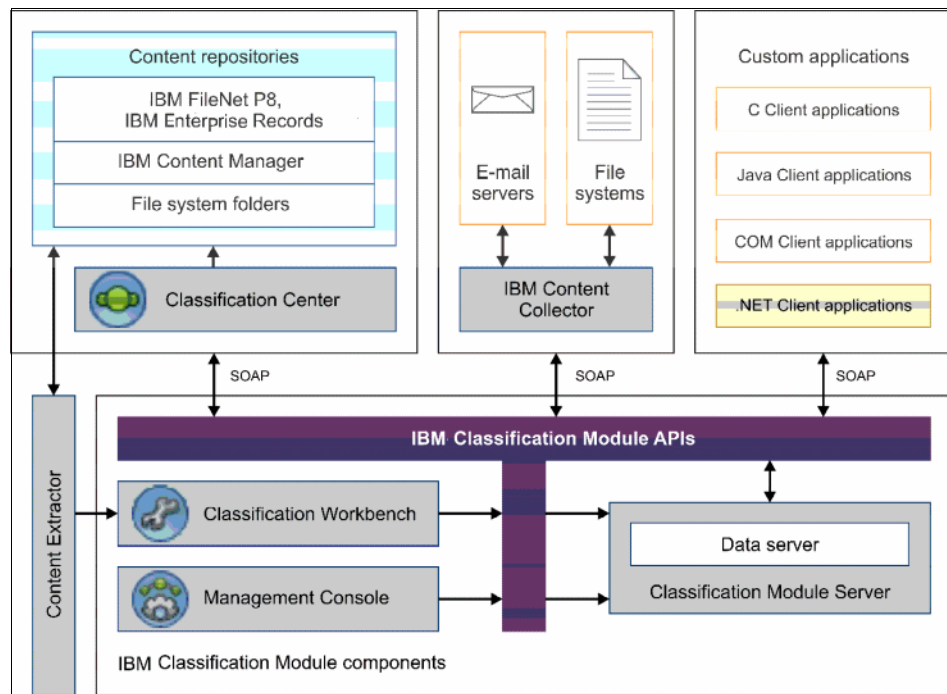 Content repositories
IBM FileNet P8,
IBM Enterprise Records
IBM Content Manager
File system folders
Classification Center
E-mail
servers
File
systems
IBM Content
Collector
Custom applications
C Client applications
Java Client applications
COM Client applications
.NET Client applications
SOAP
SOAP
SOAP
Content Extractor
IBM Classification Module APIs
Classification Workbench
Management Console
Data server
Classification Module Server
IBM Classification Module components